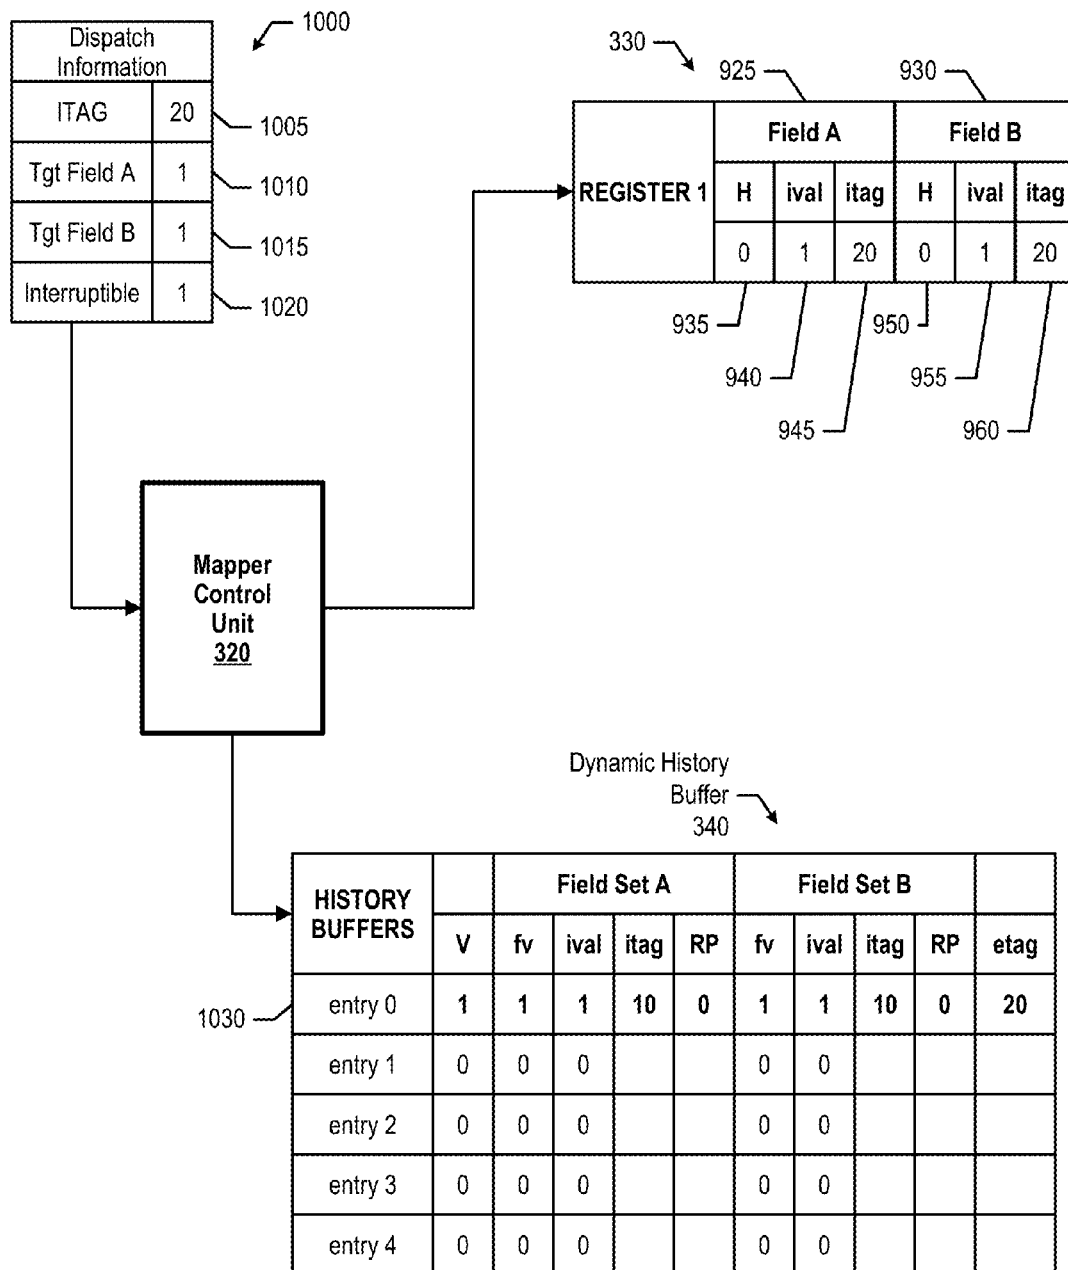 Dispatch
Information
ITAG 20
Tgt Field A 1
Tgt Field B 1
Interruptible 1
1000
1005
1010
1015
1020
330
925
930
REGISTER 1
Field A Field B
H ival itag H ival itag
0 1 20 0 1 20
935
950
940
955
945
960
Mapper
Control
Unit
320
Dynamic History
Buffer
340
HISTORY
BUFFERS
Field Set A Field Set B
V fv ival itag RP fv ival itag RP etag
1030
entry 0 1 1 1 10 0 1 1 10 0 20
entry 1 0 0 0 0 0
entry 2 0 0 0 0 0
entry 3 0 0 0 0 0
entry 4 0 0 0 0 0